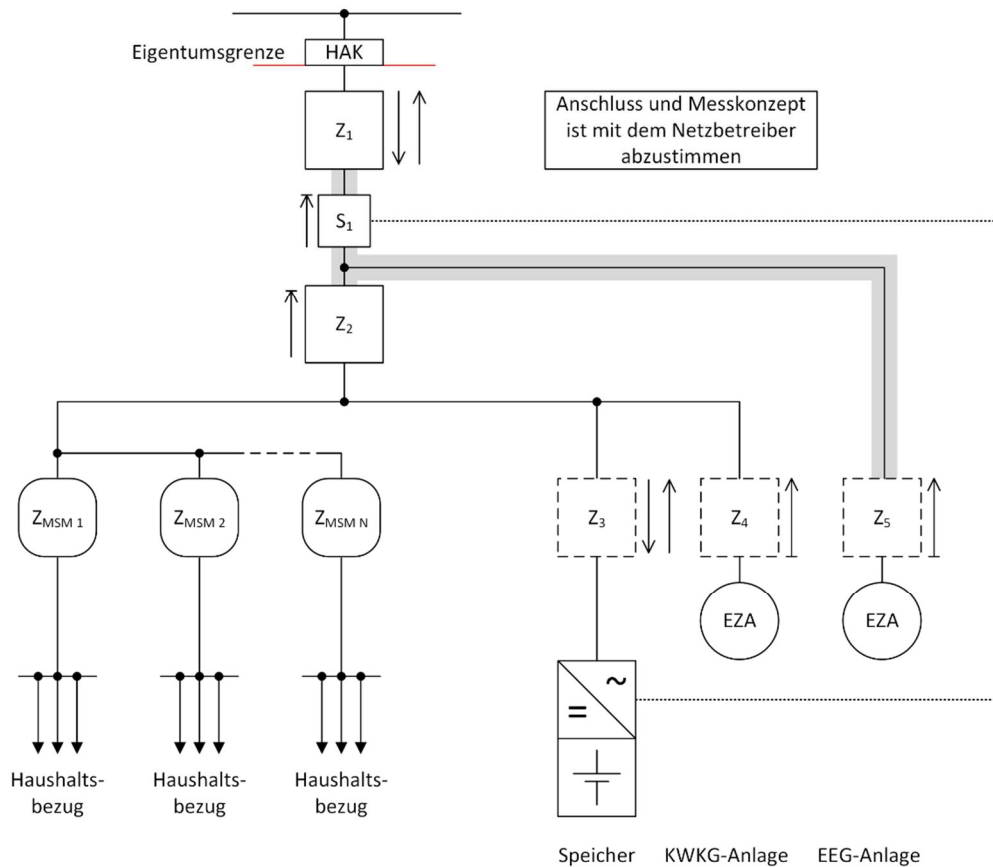 Eigentumsgrenze
HAK
Z1
Anschluss und Messkonzept
ist mit dem Netzbetreiber
abzustimmen
S1
Z2
ZMSM 1
ZMSM 2
ZMSM N
Z3
Z4
Z5
EZA
EZA
~
=
Haushalts-
bezug
Haushalts-
bezug
Haushalts-
bezug
Speicher
KWKG-Anlage
EEG-Anlage